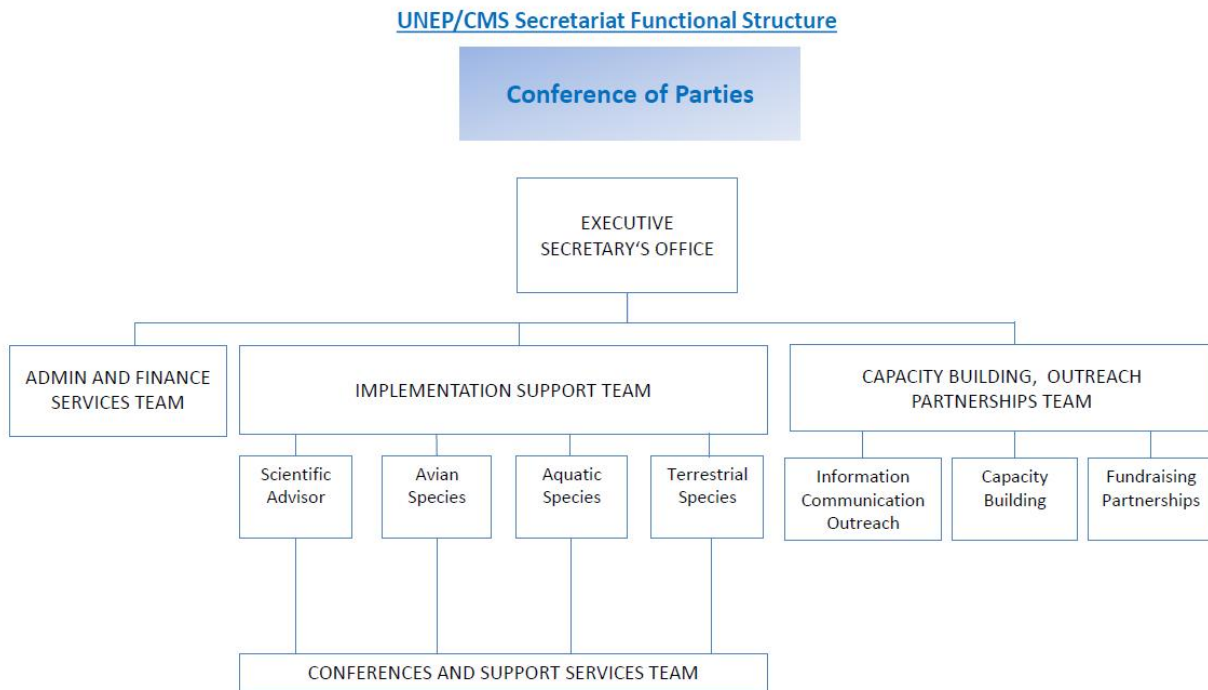 UNEP/CMS Secretariat Functional Structure
Conference of Parties
EXECUTIVE
SECRETARY‘S OFFICE
ADMIN AND FINANCE
SERVICES TEAM
IMPLEMENTATION SUPPORT TEAM
CAPACITY BUILDING, OUTREACH
PARTNERSHIPS TEAM
Scientific
Advisor
Avian
Species
Aquatic
Species
Terrestrial
Species
Information
Communication
Outreach
Capacity
Building
Fundraising
Partnerships
CONFERENCES AND SUPPORT SERVICES TEAM